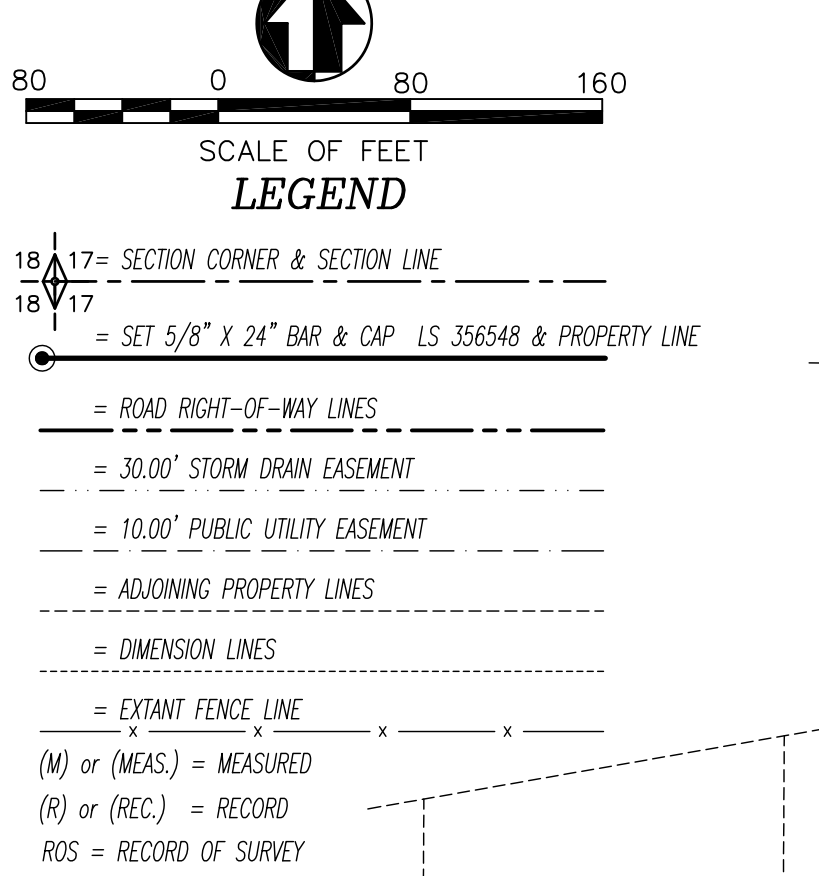 80 0 80 160
SCALE OF FEET
LEGEND
18 17 = SECTION CORNER & SECTION LINE
18 17
= SET 5/8" X 24" BAR & CAP LS 356548 & PROPERTY LINE
= ROAD RIGHT-OF-WAY LINES
= 30.00' STORM DRAIN EASEMENT
= 10.00' PUBLIC UTILITY EASEMENT
= ADJOINING PROPERTY LINES
= DIMENSION LINES
= EXTANT FENCE LINE
x x x x
(M) or (MEAS.) = MEASURED
(R) or (REC.) = RECORD
ROS = RECORD OF SURVEY